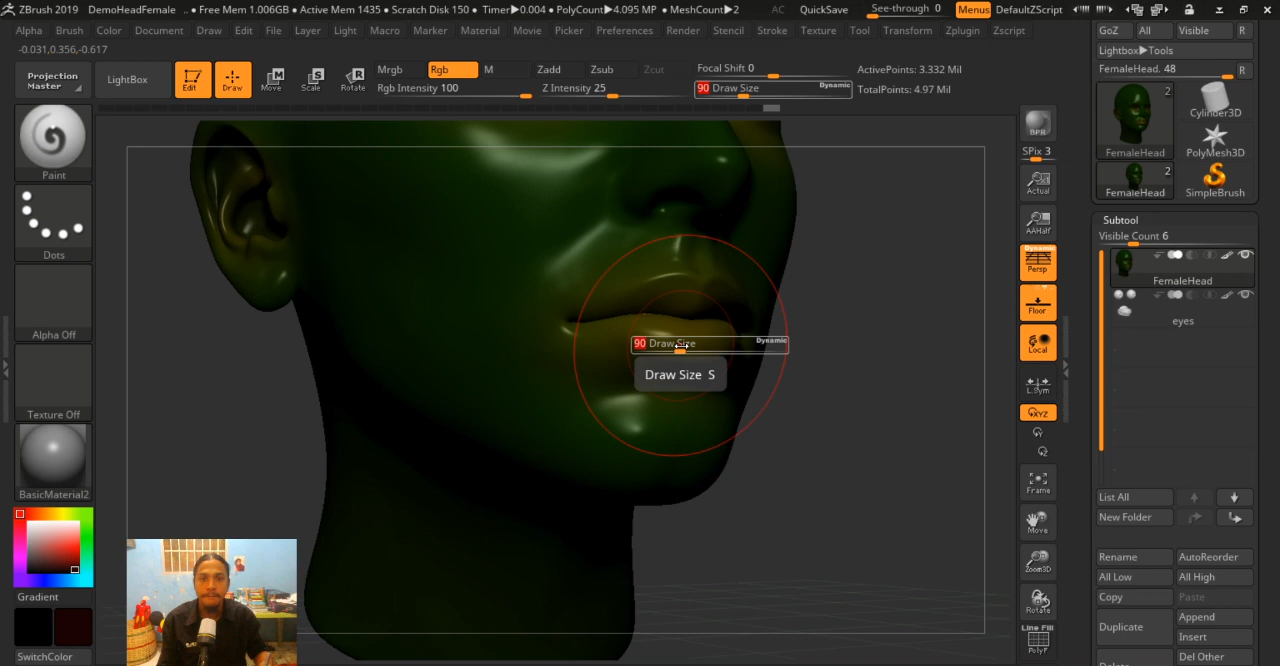 ZBrush 2019 DemoHeadFemale .. • Free Mem 1.006GB • Active Mem 1435 • Scratch Disk 150 • Timer▶0.004 • PolyCount▶4.095 MP • MeshCount▶2 AC QuickSave See-through 0 Menus DefaultZScript
Alpha Brush Color Document Draw Edit File Layer Light Macro Marker Material Movie Picker Preferences Render Stencil Stroke Texture Tool Transform Zplugin Zscript
-0.031,0.356,-0.617
Projection
Master
LightBox
Edit
Draw
Move
Scale
Rotate
Mrgb Rgb M Zadd Zsub Zcut
Rgb Intensity 100 Z Intensity 25
Focal Shift 0
90 Draw Size Dynamic
ActivePoints: 3.332 Mil
TotalPoints: 4.97 Mil
Paint
Dots
Alpha Off
Texture Off
BasicMaterial2
Gradient
SwitchColor
90 Draw Size Dynamic
Draw Size S
BPR
SPix 3
Actual
AAHalf
Dynamic
Persp
Floor
Local
L.Sym
XYZ
Y
Z
Frame
Move
Zoom3D
Rotate
Line Fill
PolyF
GoZ All Visible R
Lightbox▶Tools
FemaleHead. 48 R
2
FemaleHead
Cylinder3D
PolyMesh3D
2
FemaleHead
SimpleBrush
Subtool
Visible Count 6
FemaleHead
eyes
List All
New Folder
Rename AutoReorder
All Low All High
Copy Paste
Duplicate
Append
Insert
Del Other